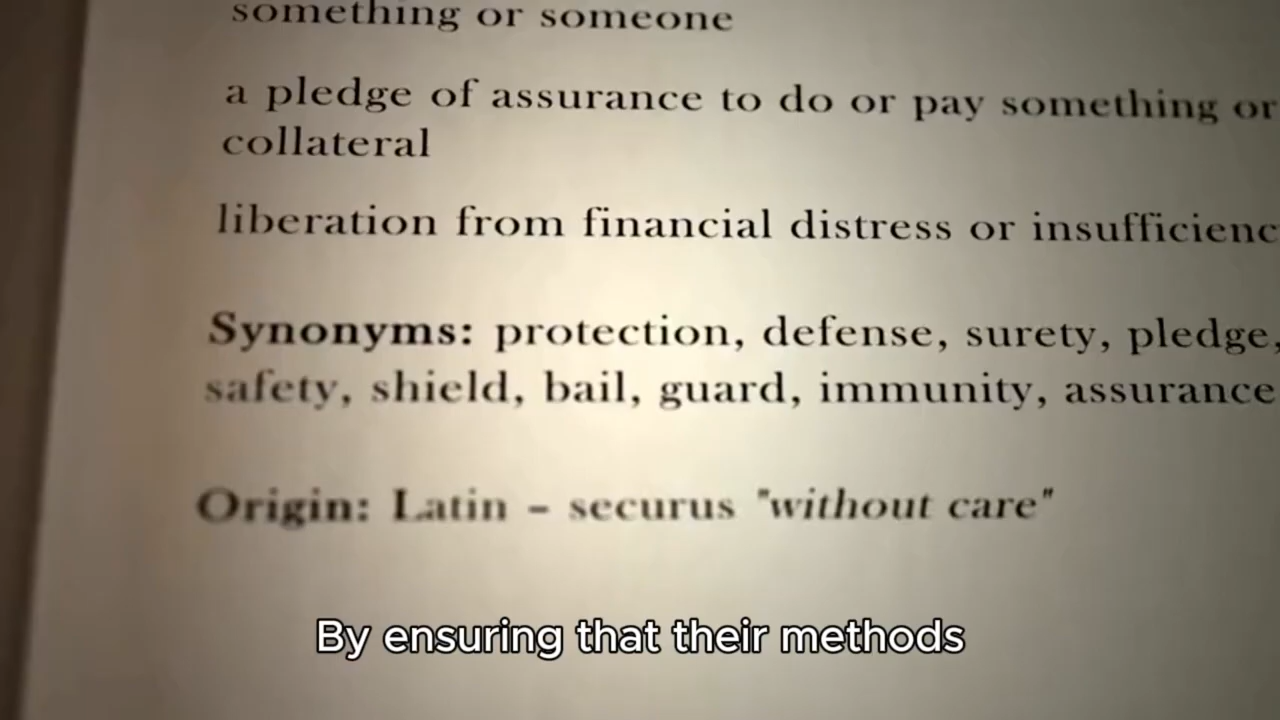 something or someone
a pledge of assurance to do or pay something or
collateral
liberation from financial distress or
Synonyms: protection, defense, surety, pledge,
safety, shield, bail, guard, immunity, assurance
Origin: Latin – securus "without care"
By ensuring that their methods